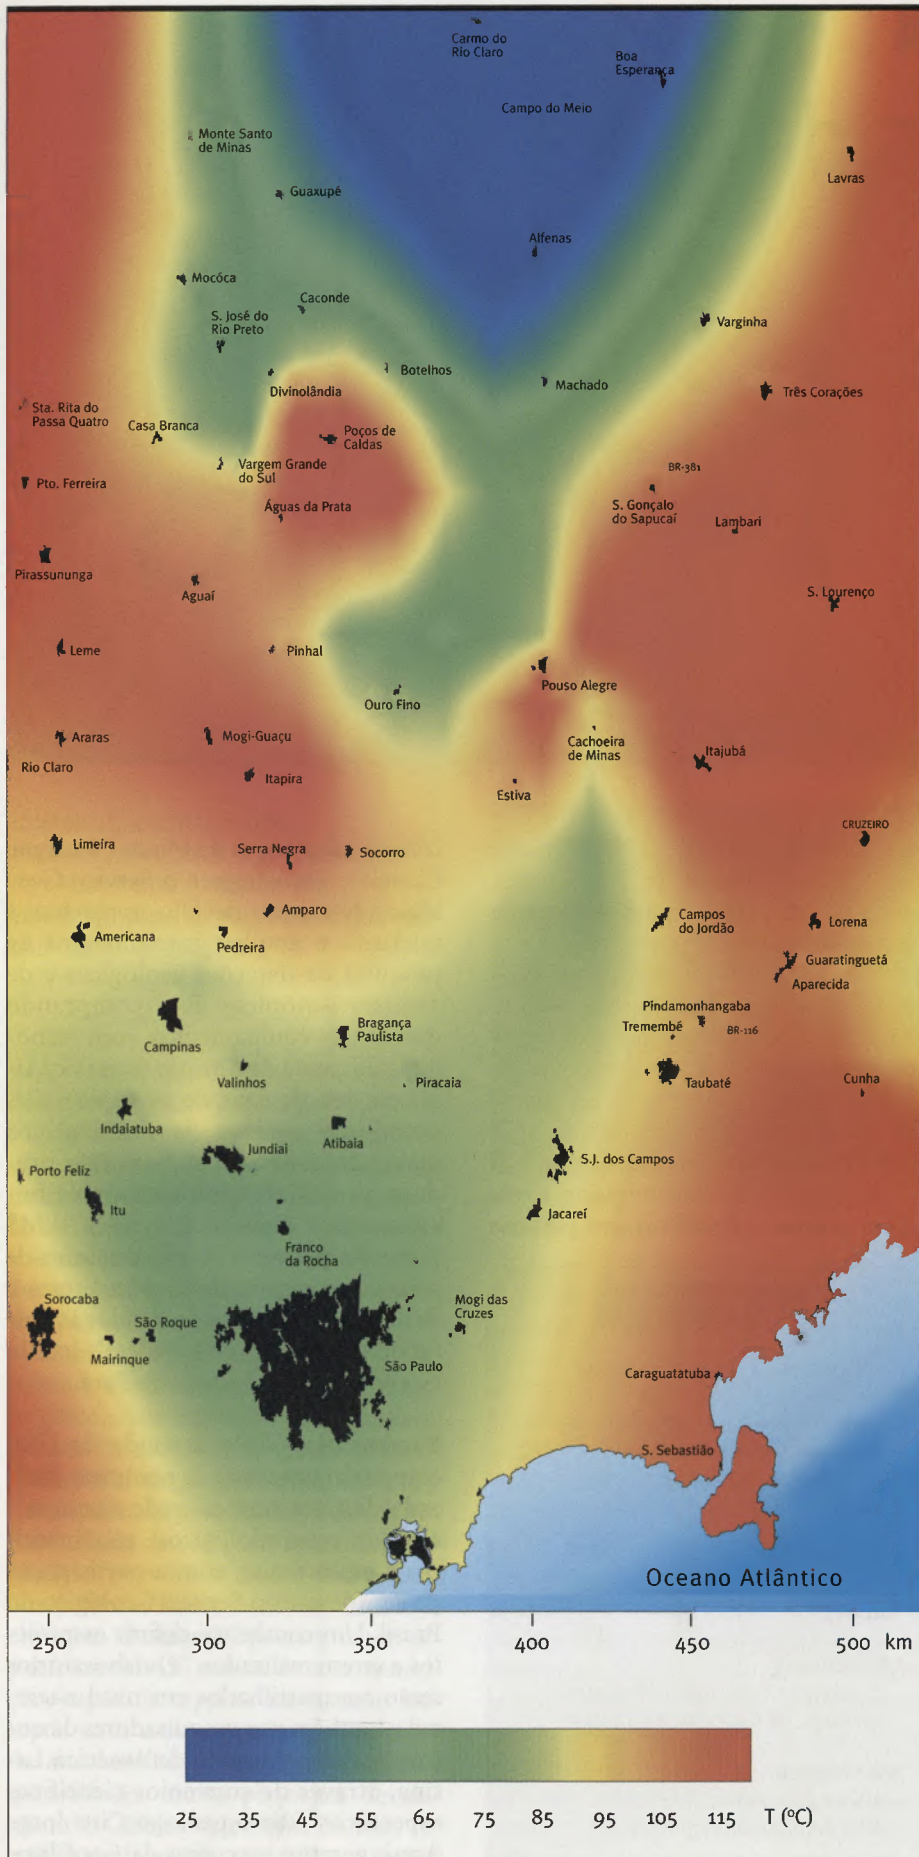 Carmo do
Rio Claro
Boa
Esperança
Campo do Meio
Monte Santo
de Minas
Lavras
Guaxupé
Alfenas
Mocóca
Caconde
S. José do
Rio Preto
Varginha
Botelhos
Machado
Divinolândia
Três Corações
Sta. Rita do
Passa Quatro
Casa Branca
Poços de
Caldas
Vargem Grande
do Sul
BR-381
Pto. Ferreira
Águas da Prata
S. Gonçalo
do Sapucaí
Lambari
Pirassununga
Aguaí
S. Lourenço
Leme
Pinhal
Pouso Alegre
Ouro Fino
Araras
Mogi-Guaçu
Cachoeira
de Minas
Itajubá
Rio Claro
Itapira
Estiva
CRUZEIRO
Limeira
Serra Negra
Socorro
Amparo
Campos
do Jordão
Lorena
Americana
Pedreira
Guaratinguetá
Aparecida
Pindamonhangaba
Bragança
Paulista
Tremembé
BR-116
Campinas
Valinhos
Piracaia
Taubaté
Cunha
Indaiatuba
Atibaia
Jundiai
S.J. dos Campos
Porto Feliz
Itu
Jacareí
Franco
da Rocha
Sorocaba
Mogi das
Cruzes
São Roque
Mairinque
São Paulo
Caraguatatuba
S. Sebastião
Oceano Atlântico
250 300 350 400 450 500 km
25 35 45 55 65 75 85 95 105 115 T (ºC)